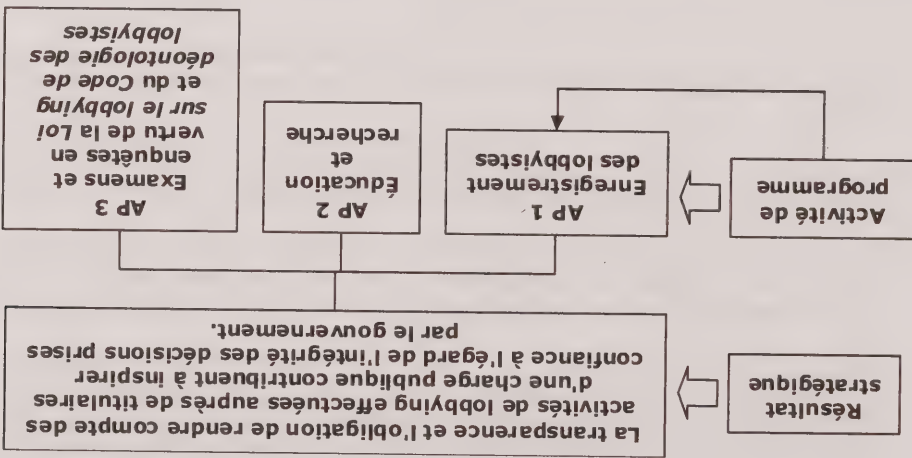 Résultat
stratégique
La transparence et l'obligation de rendre compte des
activités de lobbying effectuées auprès de titulaires
d'une charge publique contribuent à inspirer
confiance à l'égard de l'intégrité des décisions prises
par le gouvernement.
Activité de
programme
AP 1
Enregistrement
des lobbyistes
AP 2
Éducation
et
recherche
AP 3
Examens et
enquêtes en
vertu de la Loi
sur le lobbying
et du Code de
déontologie des
lobbyistes